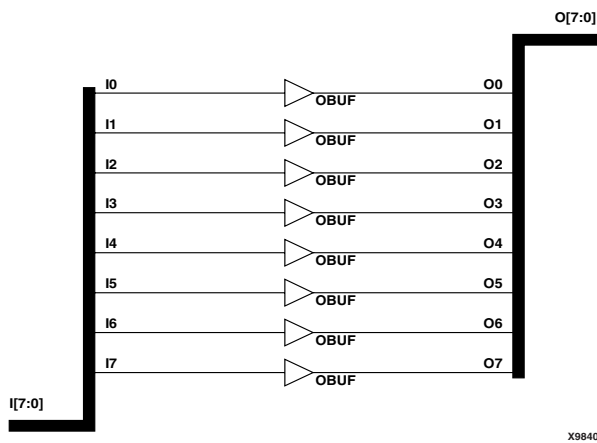 O[7:0]
I0 OBUF O0
I1 OBUF O1
I2 OBUF O2
I3 OBUF O3
I4 OBUF O4
I5 OBUF O5
I6 OBUF O6
I7 OBUF O7
I[7:0]
X9840